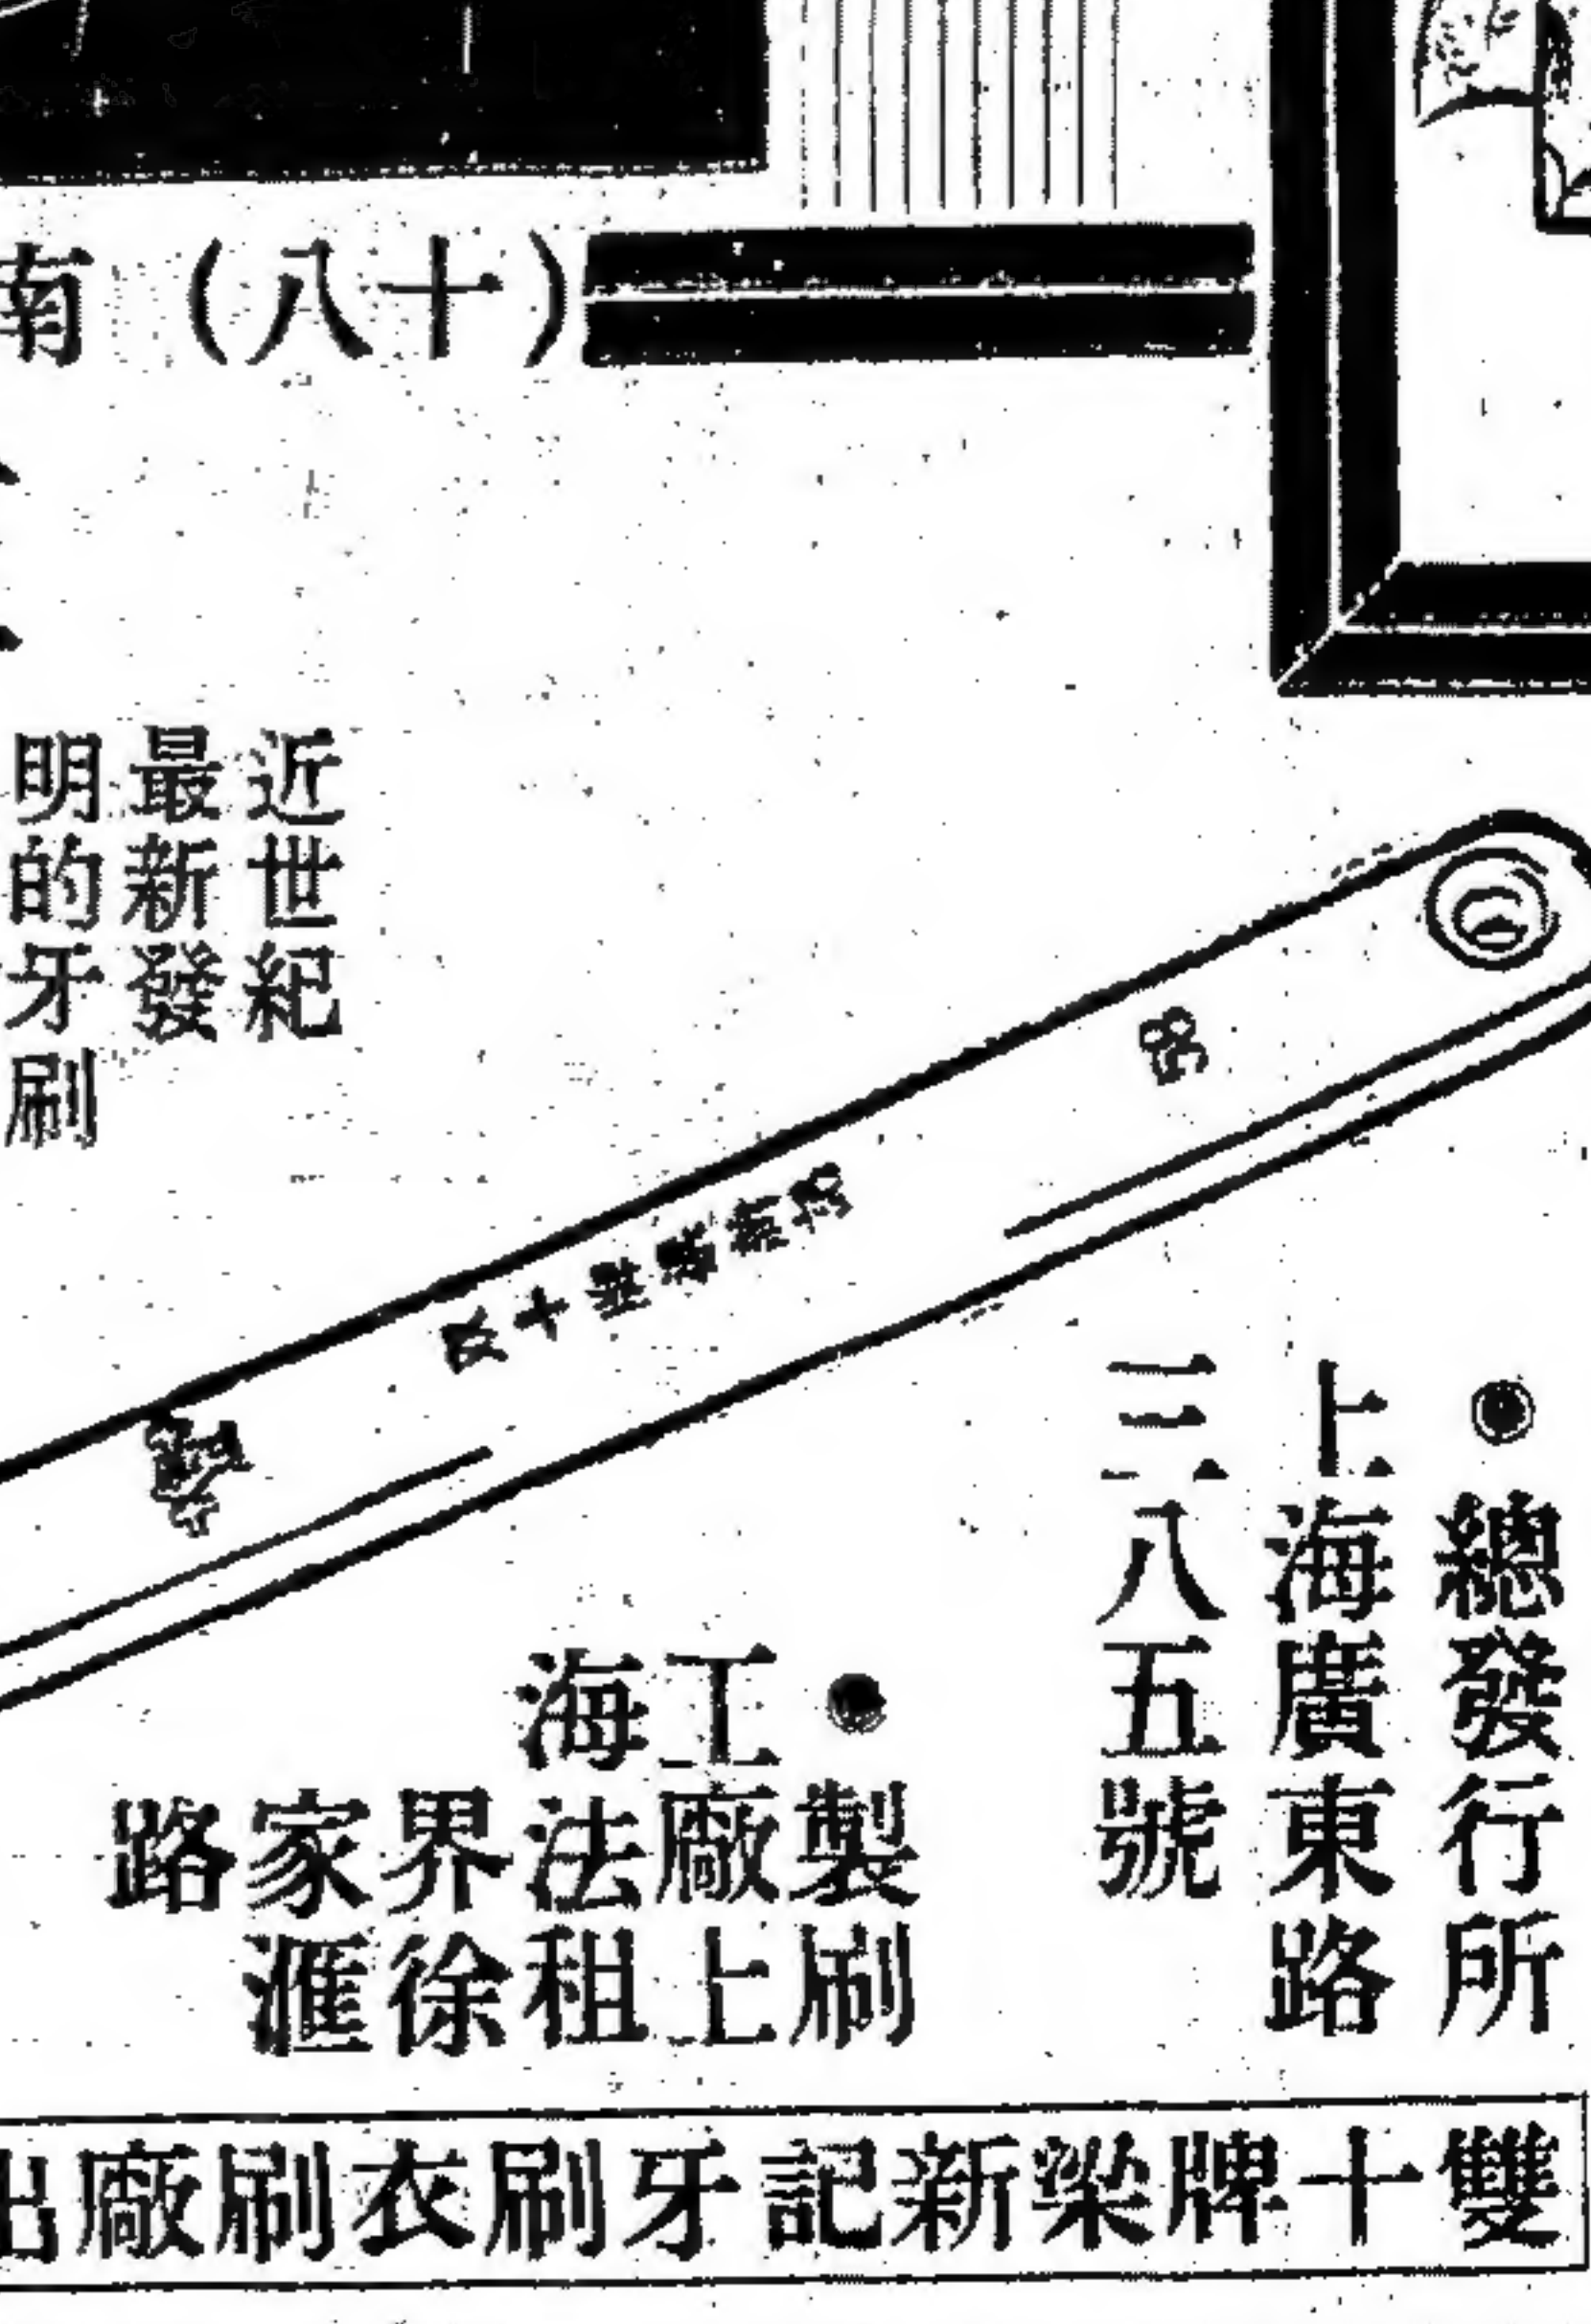 （十八）南
近世紀
最新發
明的牙刷
58
●總發行所
上海廣東路
三八五號
●製刷
工廠上
海法租
界徐
家滙
路
雙十牌梁新記牙刷衣刷廠出